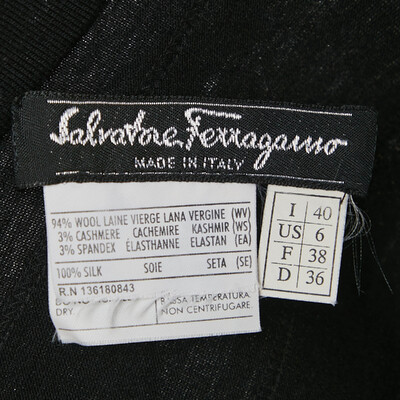 Salvatore Ferragamo
MADE IN ITALY
94% WOOL LAINE VIERGE LANA VERGINE (WV)
3% CASHMERE CACHEMIRE KASHMIR (WS)
3% SPANDEX ÉLASTHANNE ELASTAN (EA)
100% SILK SOIE SETA (SE)
R.N 136180843
DRY
BASSA TEMPERATURA
NON CENTRIFUGARE
I 40
US 6
F 38
D 36